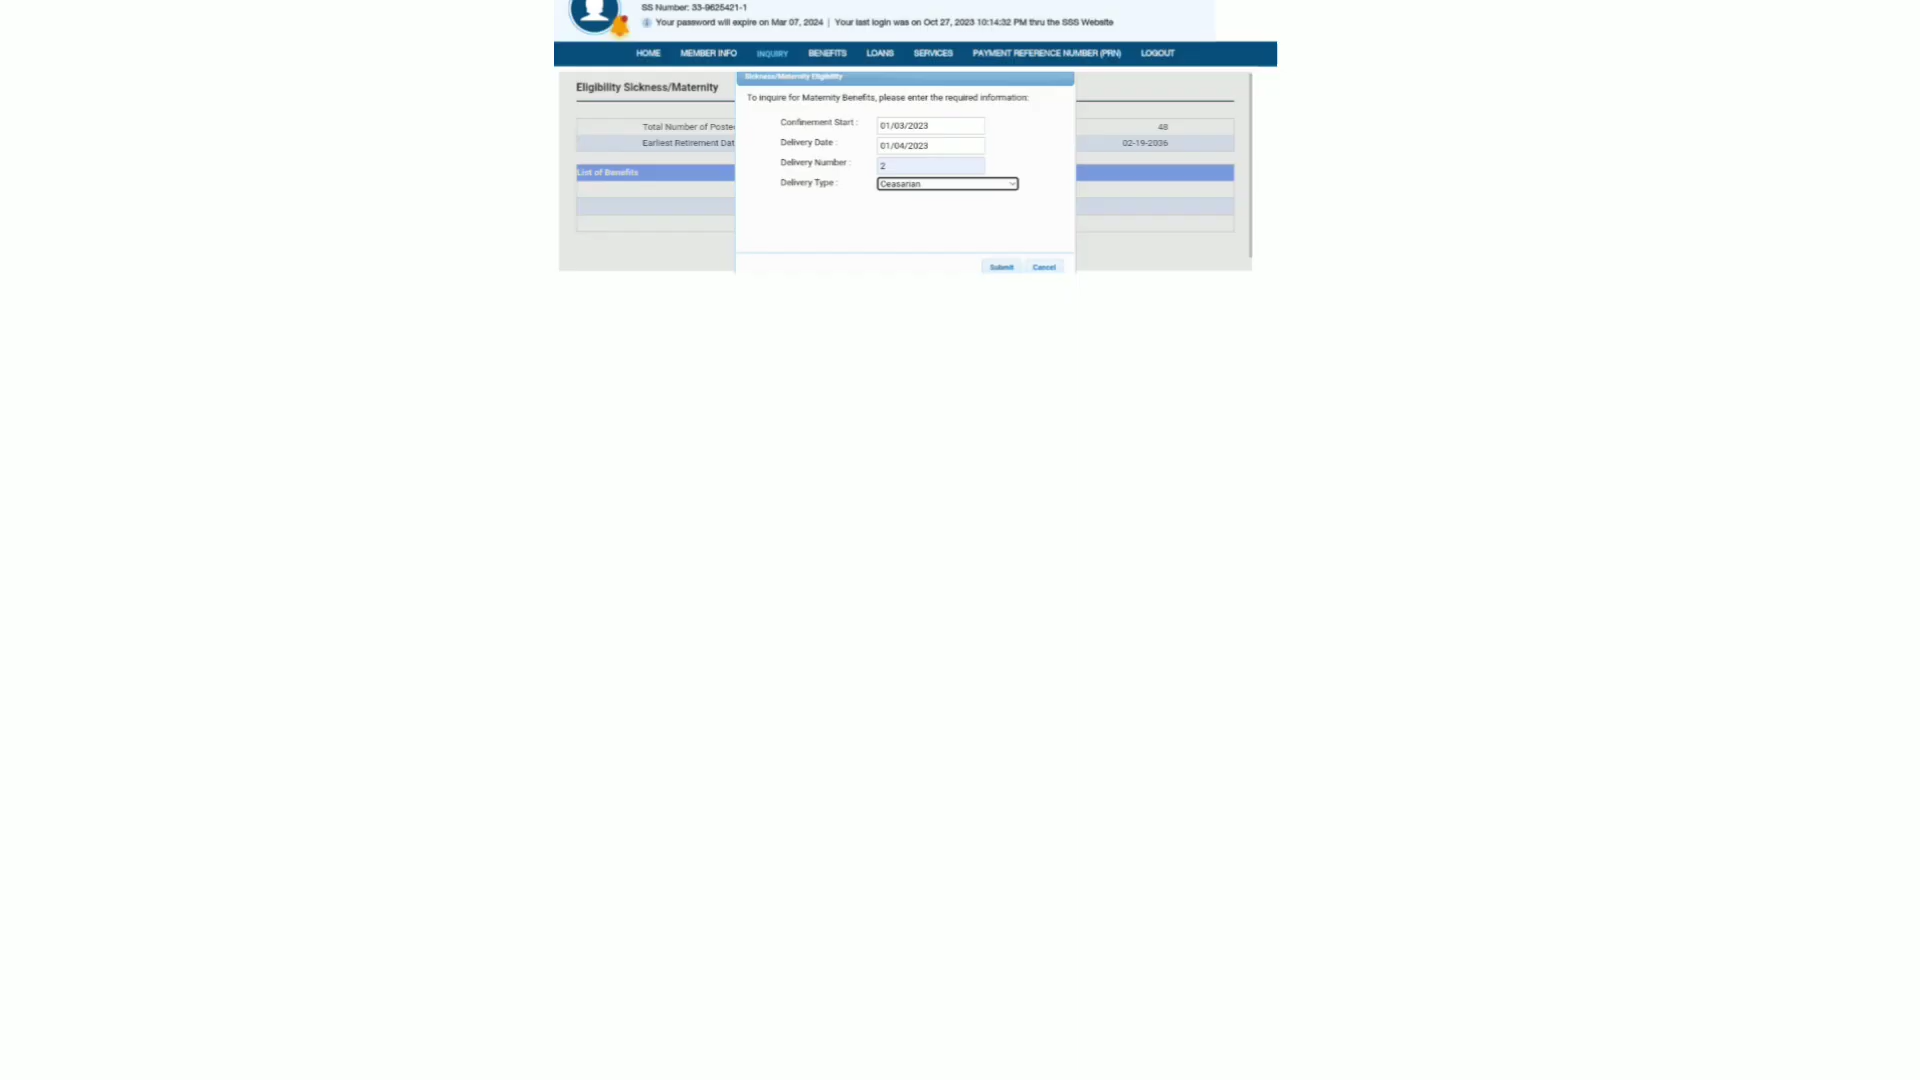 SS Number: 33-9625421-1
Your password will expire on Mar 07, 2024 | Your last login was on Oct 27, 2023 10:14:32 PM thru the SSS Website
HOME MEMBER INFO INQUIRY BENEFITS LOANS SERVICES PAYMENT REFERENCE NUMBER (PRN) LOGOUT
Sickness/Maternity Eligibility
Eligibility Sickness/Maternity
To inquire for Maternity Benefits, please enter the required information:
Confinement Start : 01/03/2023
Total Number of Poste 48
Delivery Date : 01/04/2023
Earliest Retirement Dat 02-19-2036
Delivery Number : 2
List of Benefits
Delivery Type : Ceasarian
Submit Cancel